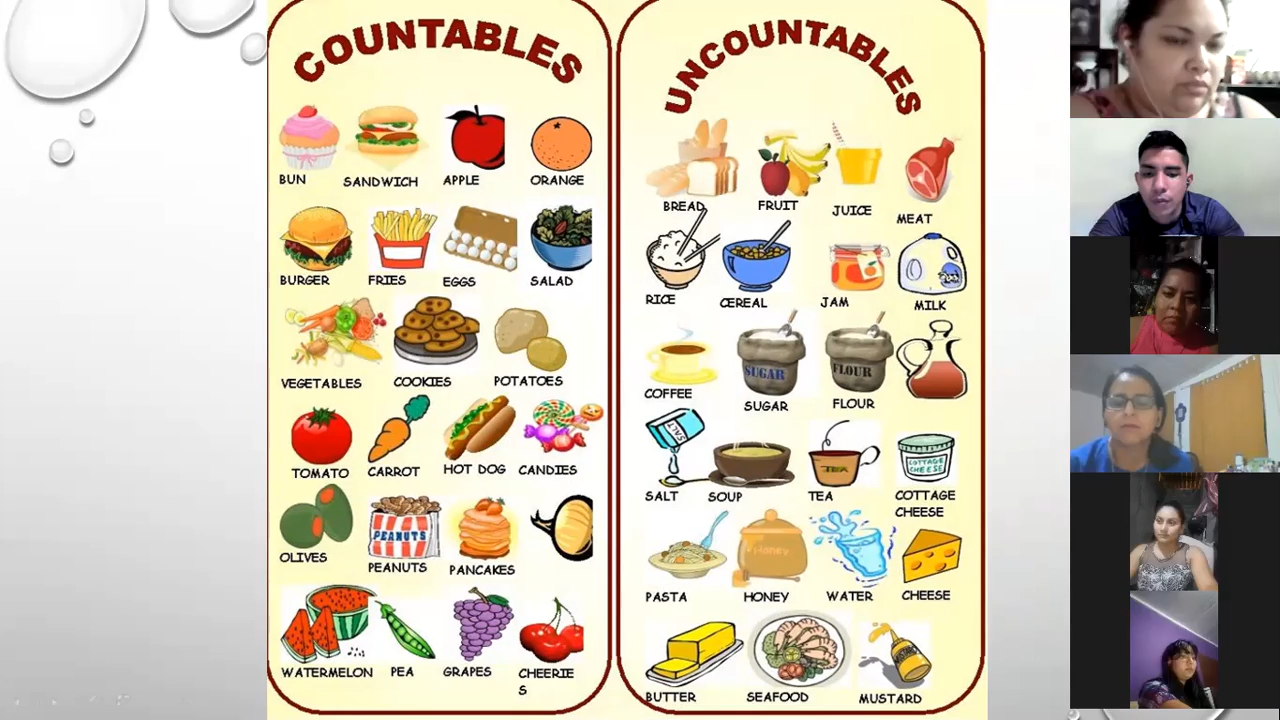 COUNTABLES
BUN SANDWICH APPLE ORANGE
BURGER FRIES EGGS SALAD
VEGETABLES COOKIES POTATOES
TOMATO CARROT HOT DOG CANDIES
PEANUTS
OLIVES PEANUTS PANCAKES
WATERMELON PEA GRAPES CHEERIE
S
UNCOUNTABLES
BREAD FRUIT JUICE MEAT
RICE CEREAL JAM MILK
SUGAR FLOUR
COFFEE SUGAR FLOUR
SALT
TEA
COTTAGE
CHEESE
SALT SOUP TEA COTTAGE
CHEESE
Honey
PASTA HONEY WATER CHEESE
BUTTER SEAFOOD MUSTARD